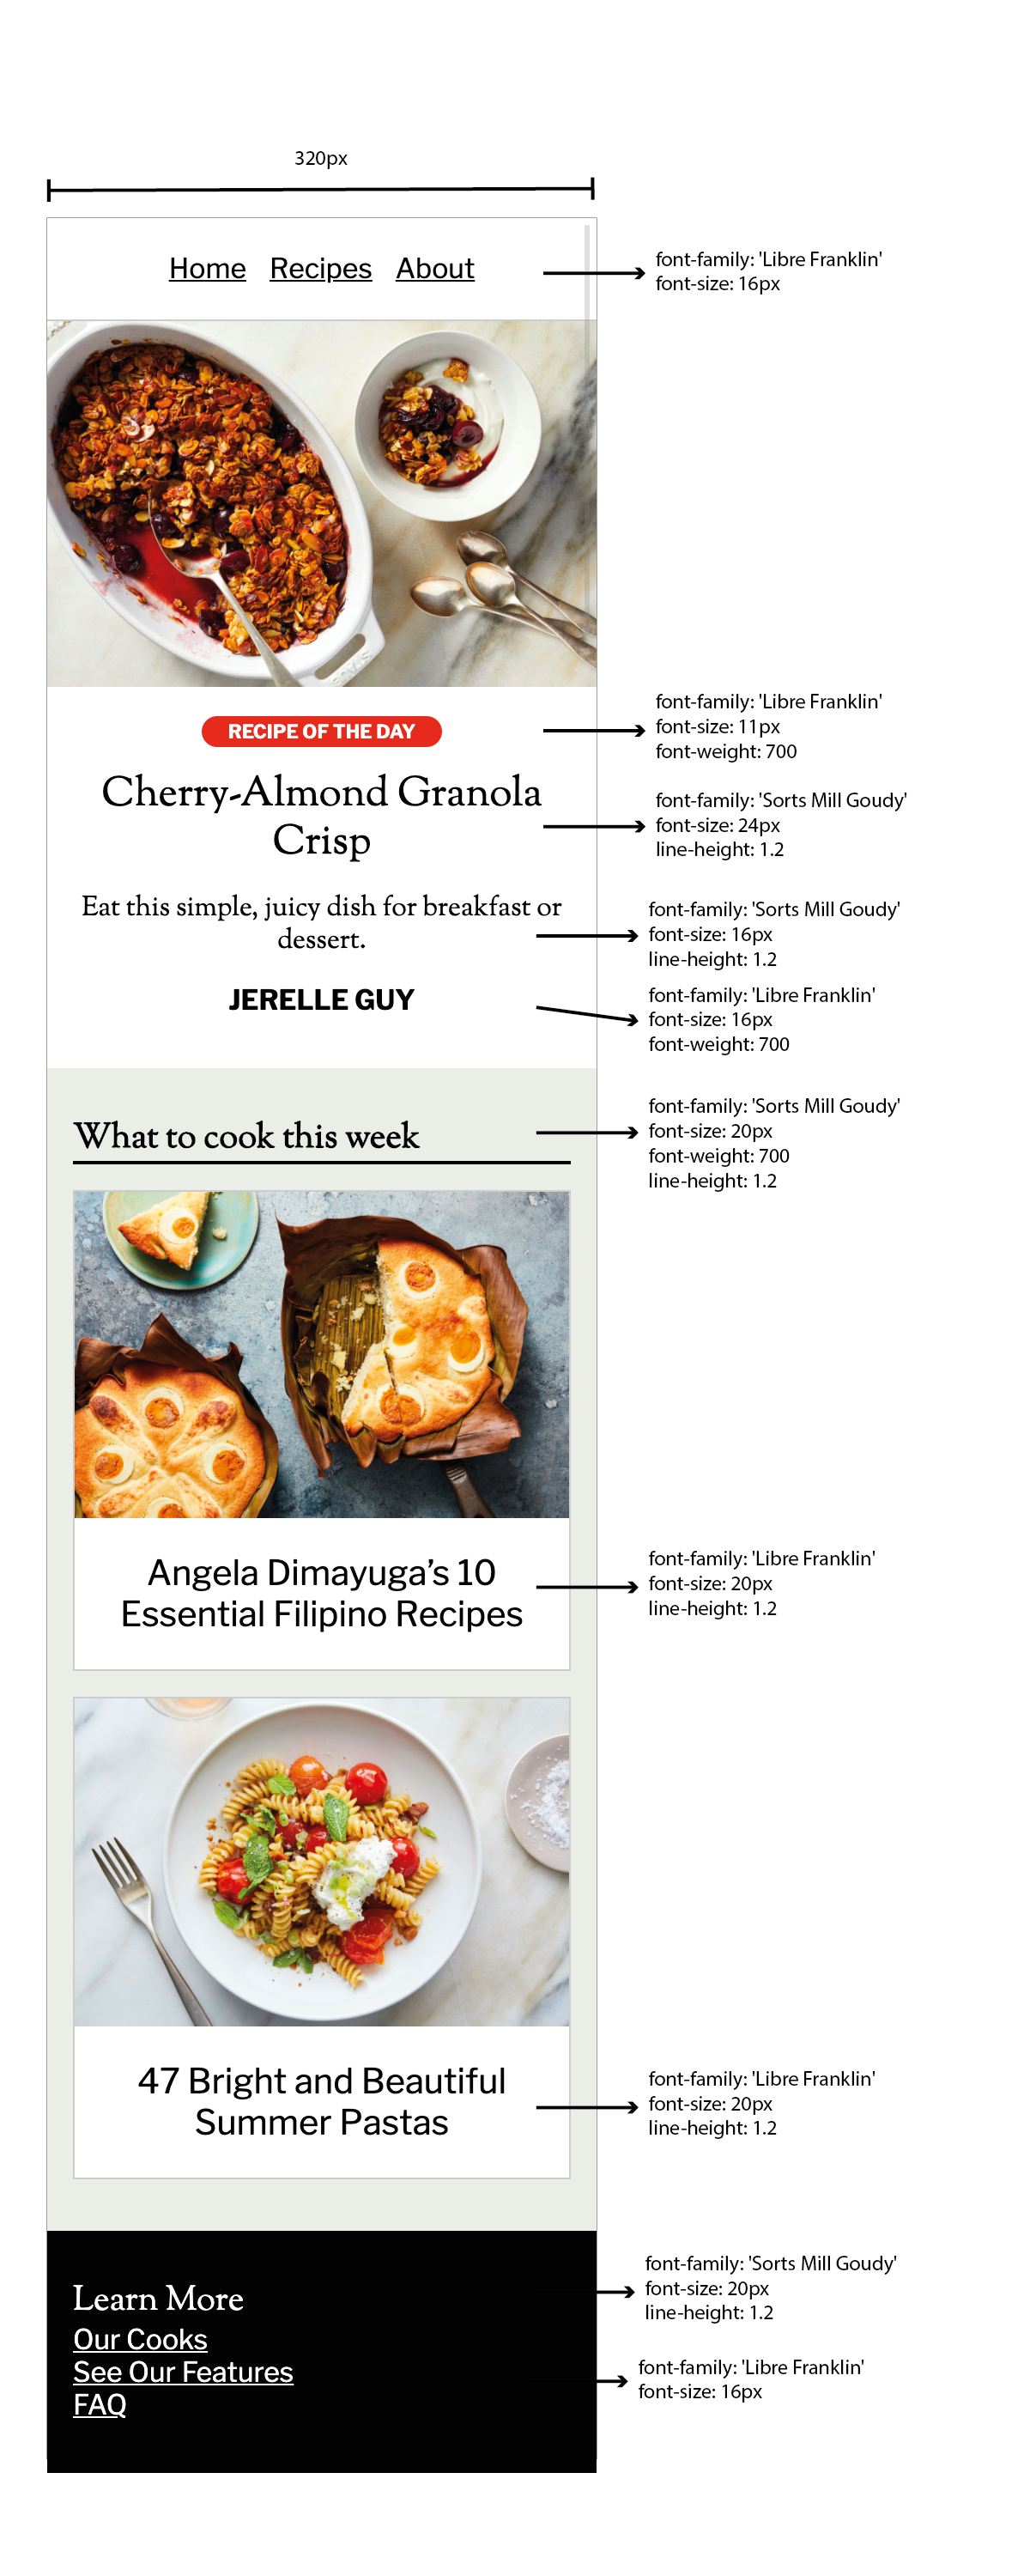 320px
Home Recipes About
font-family: 'Libre Franklin'
font-size: 16px
RECIPE OF THE DAY
font-family: 'Libre Franklin'
font-size: 11px
font-weight: 700
Cherry-Almond Granola
Crisp
font-family: 'Sorts Mill Goudy'
font-size: 24px
line-height: 1.2
Eat this simple, juicy dish for breakfast or
dessert.
font-family: 'Sorts Mill Goudy'
font-size: 16px
line-height: 1.2
JERELLE GUY
font-family: 'Libre Franklin'
font-size: 16px
font-weight: 700
What to cook this week
font-family: 'Sorts Mill Goudy'
font-size: 20px
font-weight: 700
line-height: 1.2
Angela Dimayuga’s 10
Essential Filipino Recipes
font-family: 'Libre Franklin'
font-size: 20px
line-height: 1.2
47 Bright and Beautiful
Summer Pastas
font-family: 'Libre Franklin'
font-size: 20px
line-height: 1.2
Learn More
font-family: 'Sorts Mill Goudy'
font-size: 20px
line-height: 1.2
Our Cooks
See Our Features
FAQ
font-family: 'Libre Franklin'
font-size: 16px